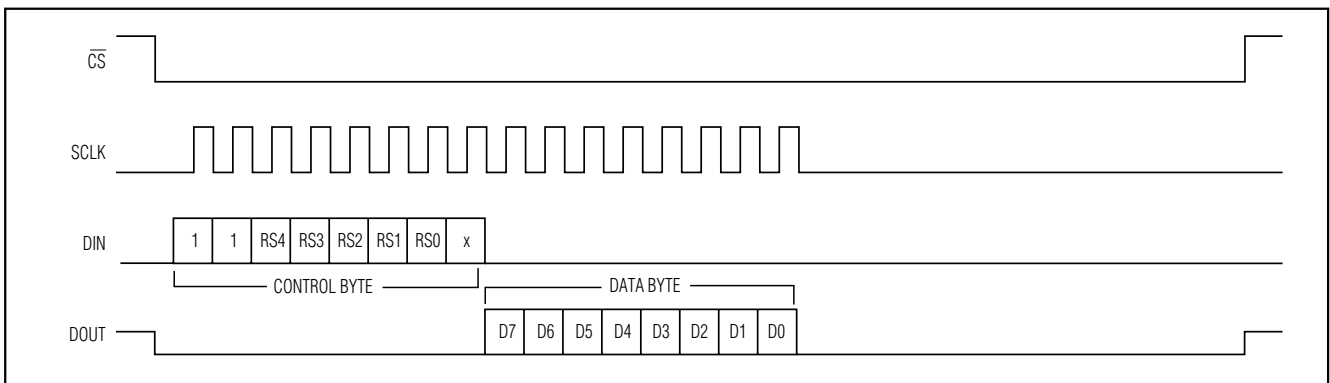 C̅S̅
SCLK
DIN 1 1 RS4 RS3 RS2 RS1 RS0 x
CONTROL BYTE DATA BYTE
DOUT D7 D6 D5 D4 D3 D2 D1 D0